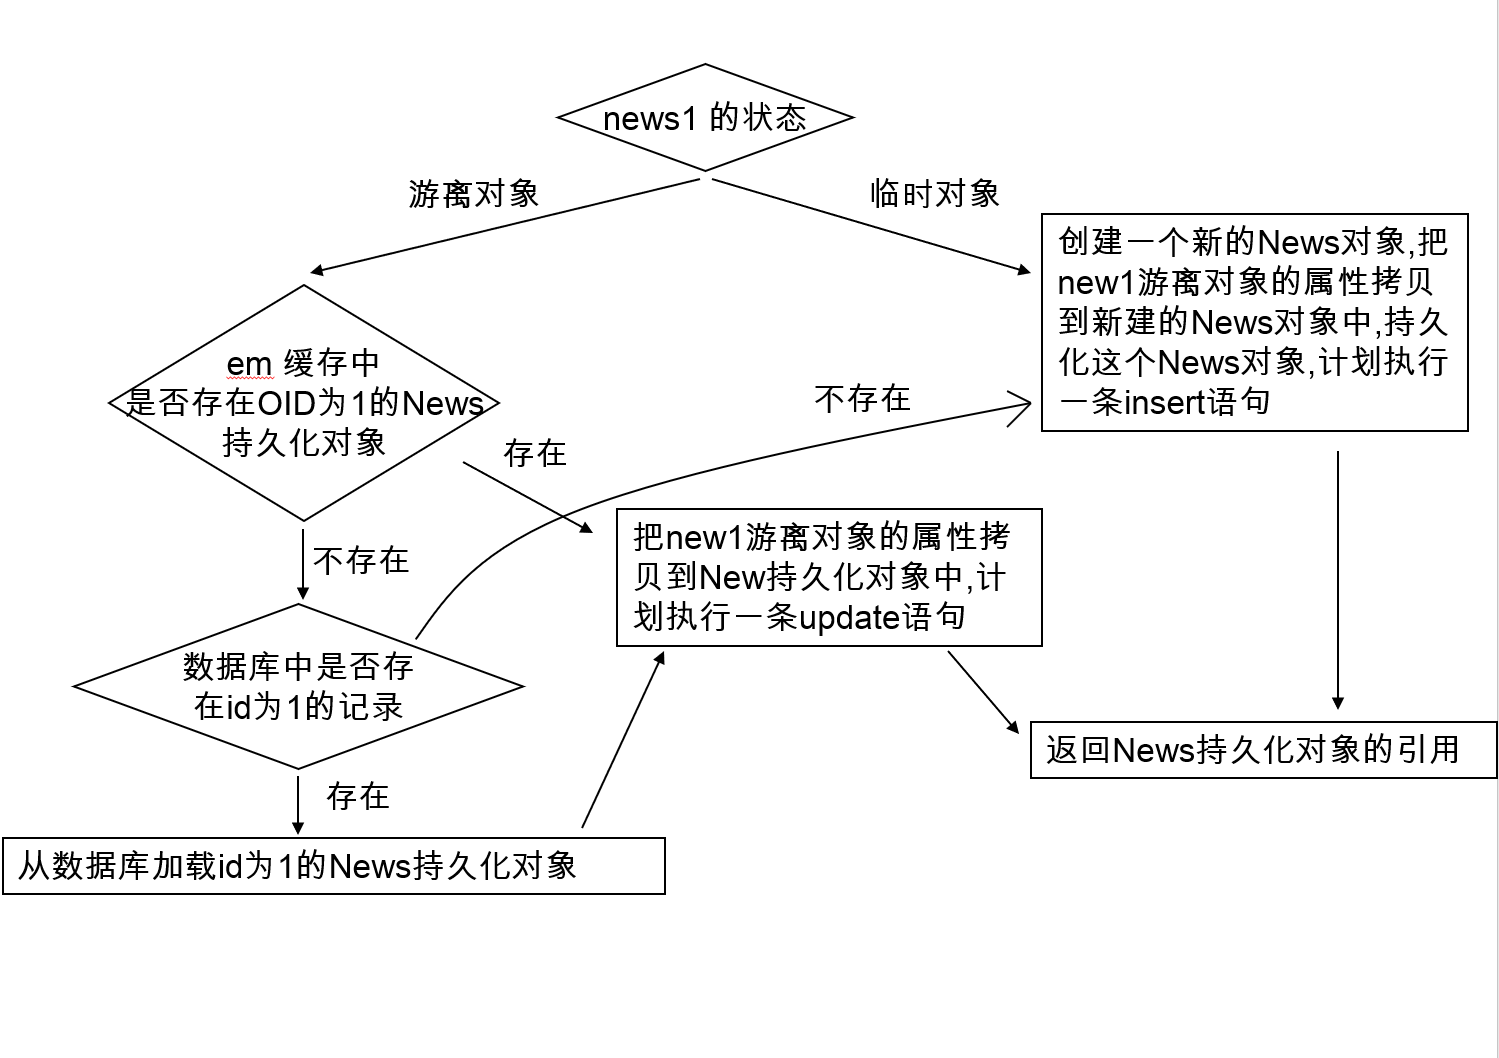 news1 的状态
游离对象
临时对象
创建一个新的News对象,把
new1游离对象的属性拷贝
到新建的News对象中,持久
化这个News对象,计划执行
一条insert语句
em 缓存中
是否存在OID为1的News
持久化对象
不存在
存在
把new1游离对象的属性拷
贝到New持久化对象中,计
划执行一条update语句
不存在
数据库中是否存
在id为1的记录
返回News持久化对象的引用
存在
从数据库加载id为1的News持久化对象